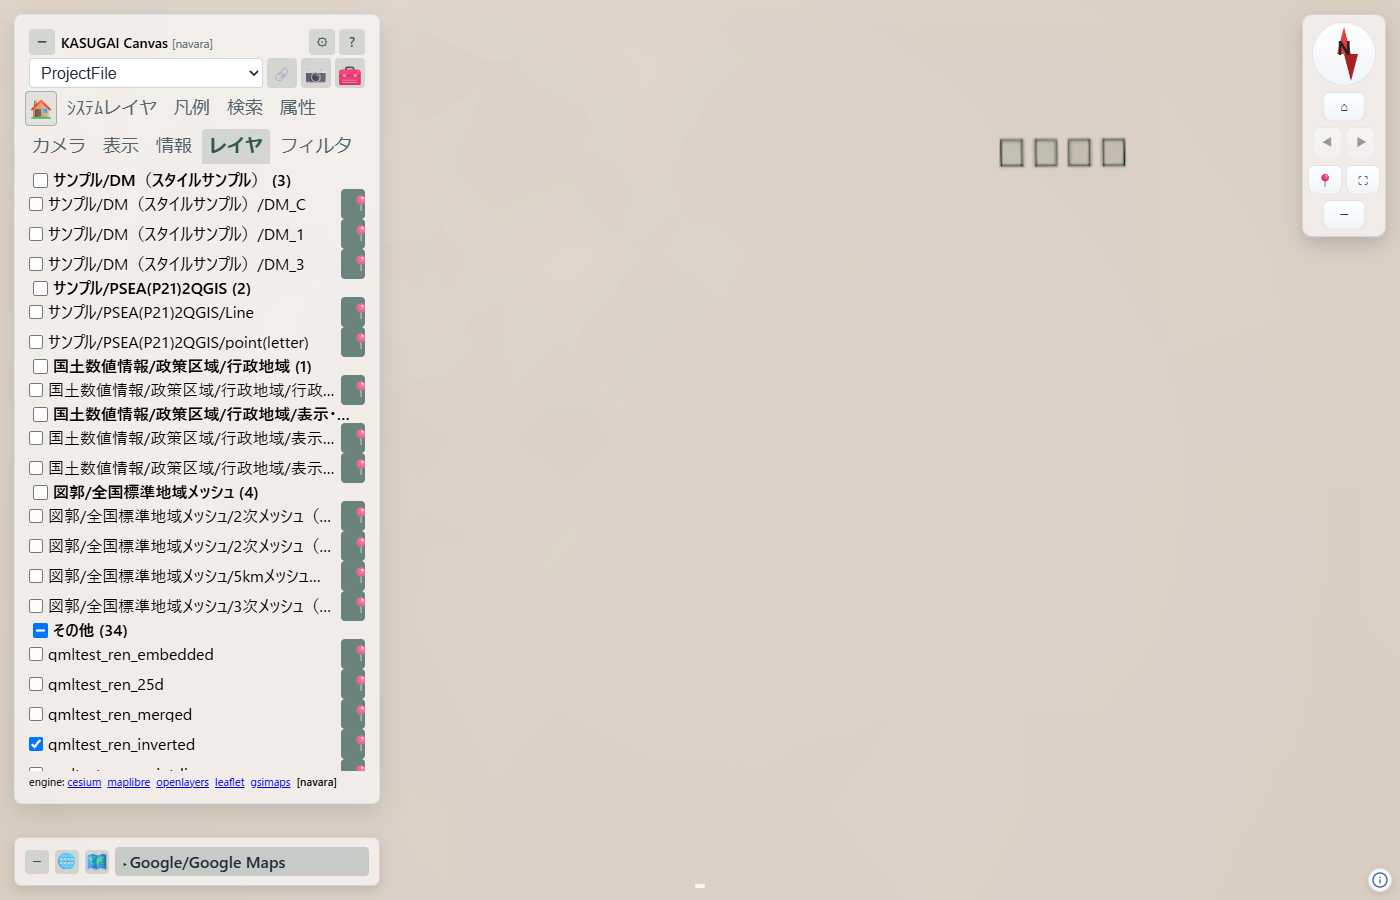 − KASUGAI Canvas [navara] ⚙ ?
ProjectFile
ｼｽﾃﾑレイヤ 凡例 検索 属性
カメラ 表示 情報 レイヤ フィルタ
サンプル/DM（スタイルサンプル） (3)
サンプル/DM（スタイルサンプル）/DM_C
サンプル/DM（スタイルサンプル）/DM_1
サンプル/DM（スタイルサンプル）/DM_3
サンプル/PSEA(P21)2QGIS (2)
サンプル/PSEA(P21)2QGIS/Line
サンプル/PSEA(P21)2QGIS/point(letter)
国土数値情報/政策区域/行政地域 (1)
国土数値情報/政策区域/行政地域/行政...
国土数値情報/政策区域/行政地域/表示・...
国土数値情報/政策区域/行政地域/表示...
国土数値情報/政策区域/行政地域/表示...
図郭/全国標準地域メッシュ (4)
図郭/全国標準地域メッシュ/2次メッシュ（...
図郭/全国標準地域メッシュ/2次メッシュ（...
図郭/全国標準地域メッシュ/5kmメッシュ...
図郭/全国標準地域メッシュ/3次メッシュ（...
その他 (34)
qmltest_ren_embedded
qmltest_ren_25d
qmltest_ren_merged
qmltest_ren_inverted
engine: cesium maplibre openlayers leaflet gsimaps [navara]
− Google/Google Maps
N